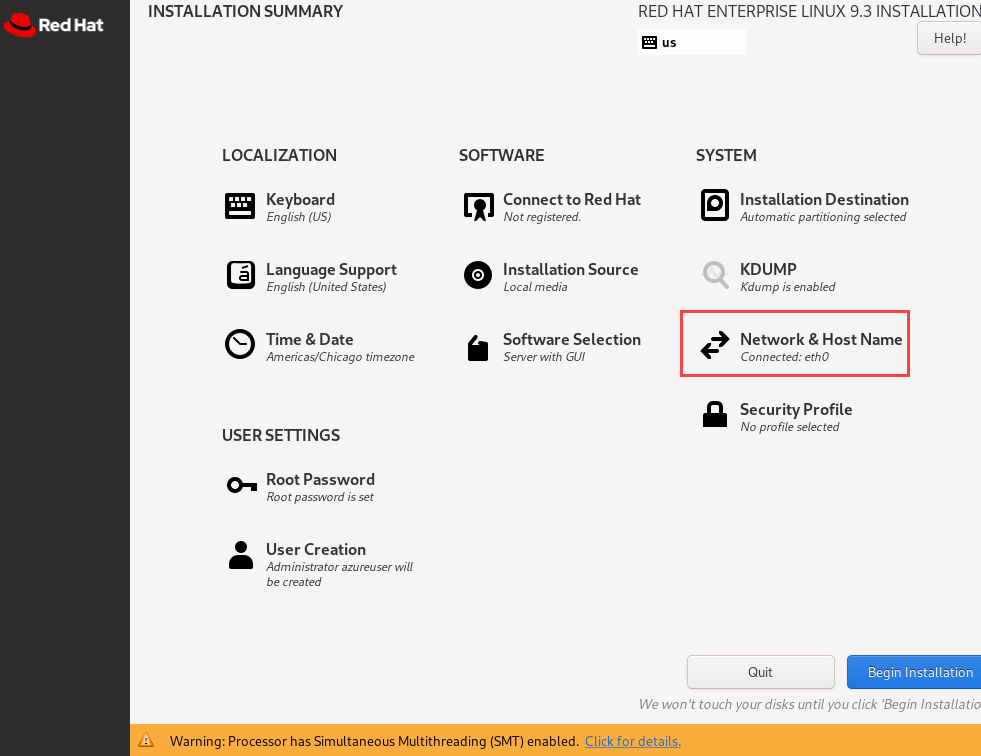 Red Hat
INSTALLATION SUMMARY
RED HAT ENTERPRISE LINUX 9.3 INSTALLATION
us
Help!
LOCALIZATION
Keyboard
English (US)
Language Support
English (United States)
Time & Date
Americas/Chicago timezone
SOFTWARE
Connect to Red Hat
Not registered.
Installation Source
Local media
Software Selection
Server with GUI
SYSTEM
Installation Destination
Automatic partitioning selected
KDUMP
Kdump is enabled
Network & Host Name
Connected: eth0
Security Profile
No profile selected
USER SETTINGS
Root Password
Root password is set
User Creation
Administrator azureuser will
be created
Quit
Begin Installation
We won't touch your disks until you click 'Begin Installatio
Warning: Processor has Simultaneous Multithreading (SMT) enabled. Click for details.